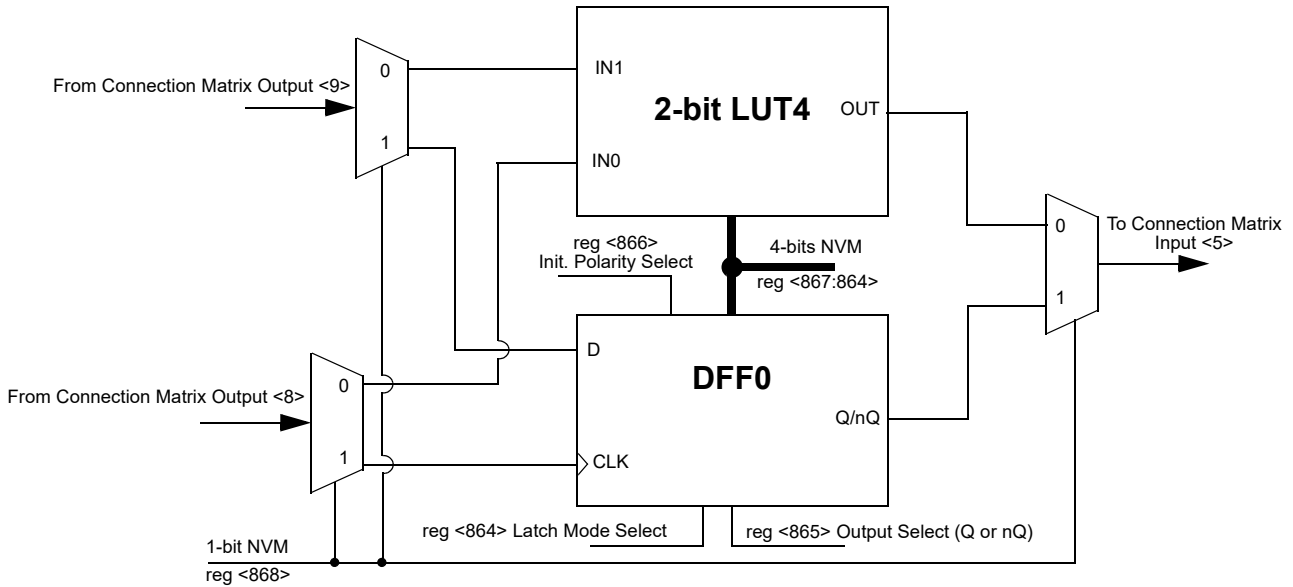 From Connection Matrix Output <9>
0
1
IN1
IN0
2-bit LUT4
OUT
reg <866>
Init. Polarity Select
4-bits NVM
reg <867:864>
0
1
To Connection Matrix
Input <5>
From Connection Matrix Output <8>
0
1
D
CLK
DFF0
Q/nQ
reg <864> Latch Mode Select
reg <865> Output Select (Q or nQ)
1-bit NVM
reg <868>